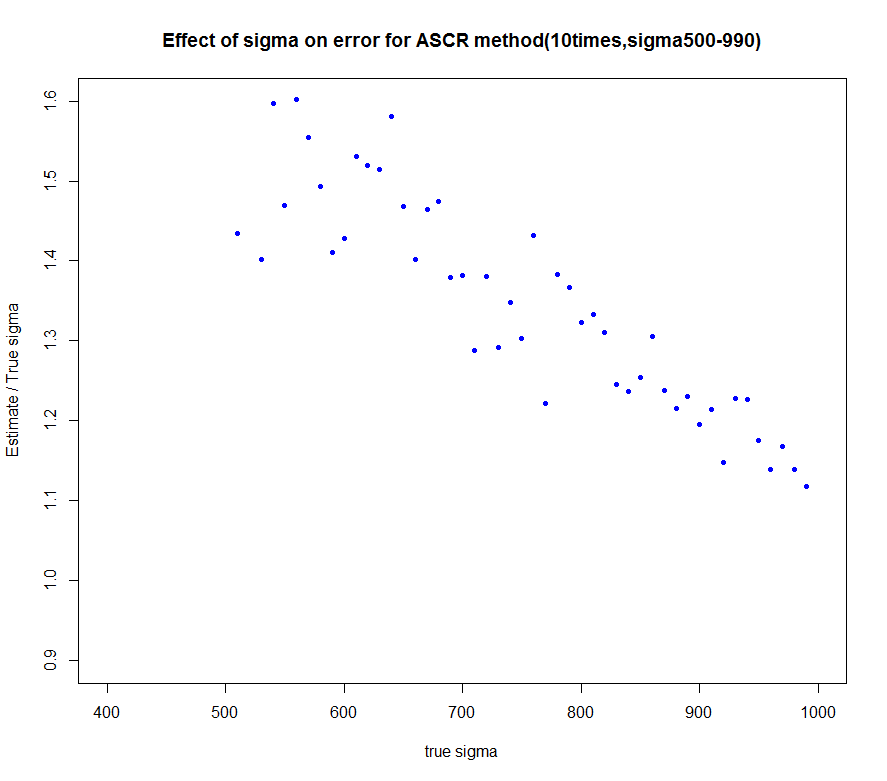 Effect of sigma on error for ASCR method(10times,sigma500-990)
Estimate / True sigma
1.6
1.5
1.4
1.3
1.2
1.1
1.0
0.9
400 500 600 700 800 900 1000
true sigma